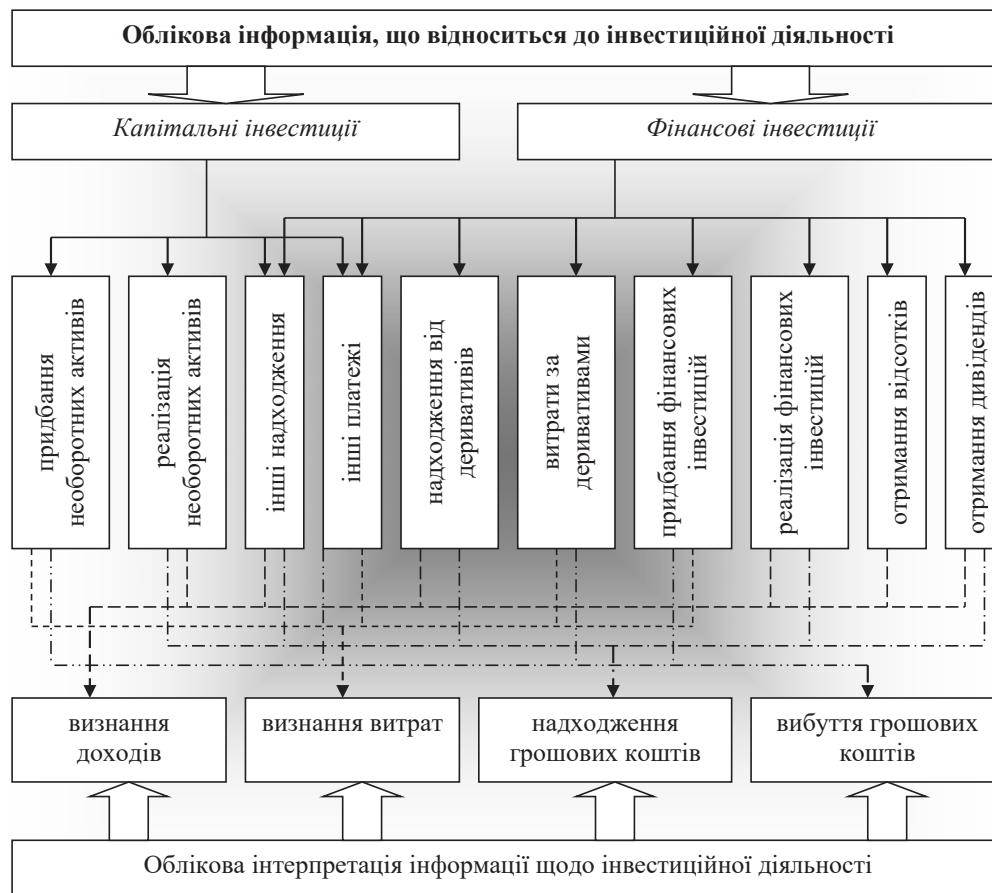 Облікова інформація, що відноситься до інвестиційної діяльності
Капітальні інвестиції
Фінансові інвестиції
придбання
необоротних активів
реалізація
необоротних активів
інші надходження
інші платежі
надходження від
деривативів
витрати за
деривативами
придбання фінансових
інвестицій
реалізація фінансових
інвестицій
отримання відсотків
отримання дивідендів
визнання
доходів
визнання витрат
надходження
грошових коштів
вибуття грошових
коштів
Облікова інтерпретація інформації щодо інвестиційної діяльності